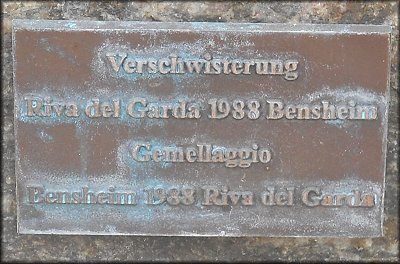 Verschwisterung
Riva del Garda 1988 Bensheim
Gemellaggio
Bensheim 1988 Riva del Garda